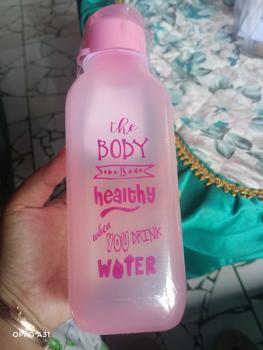 the
BODY
is
healthy
when YOU DRINK
WATER
OPPO A31